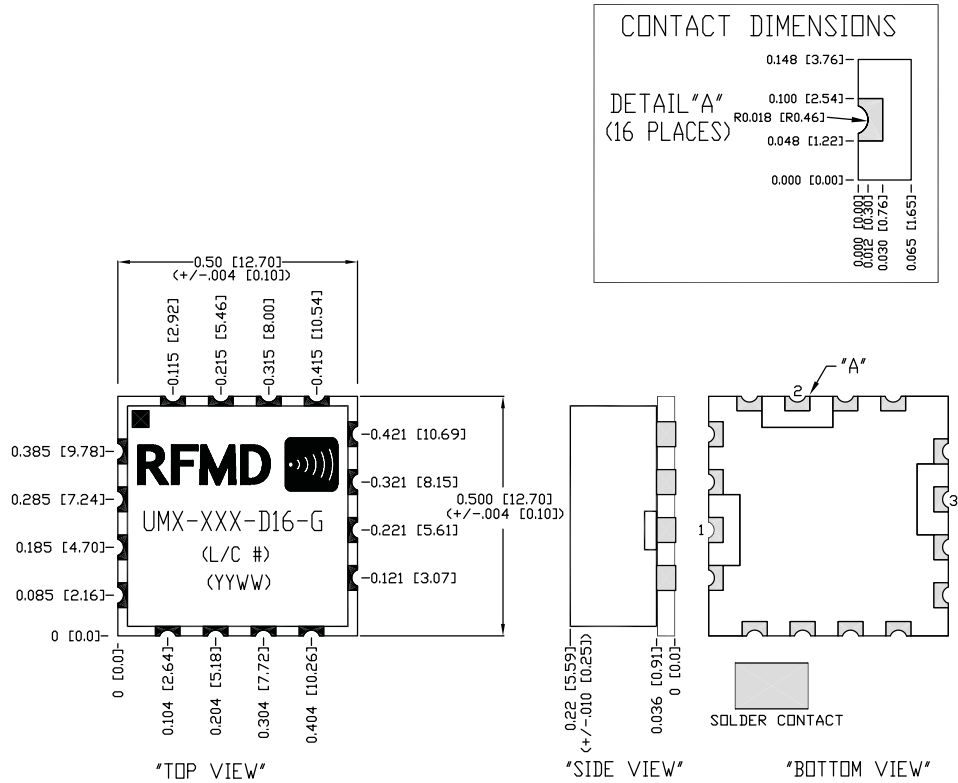 CONTACT DIMENSIONS
DETAIL"A"
(16 PLACES)
0.148 [3.76]
0.100 [2.54]
R0.018 [R0.46]
0.048 [1.22]
0.000 [0.00]
0.000 [0.00]
0.012 [0.30]
0.030 [0.76]
0.065 [1.65]
0.50 [12.70]
(+/-.004 [0.10])
0.115 [2.92]
0.215 [5.46]
0.315 [8.00]
0.415 [10.54]
0.385 [9.78]
0.285 [7.24]
0.185 [4.70]
0.085 [2.16]
0 [0.0]
RFMD
UMX-XXX-D16-G
(L/C #)
(YYWW)
0.421 [10.69]
0.321 [8.15]
0.221 [5.61]
0.121 [3.07]
0.500 [12.70]
(+/-.004 [0.10])
0 [0.0]
0.104 [2.64]
0.204 [5.18]
0.304 [7.72]
0.404 [10.26]
"TOP VIEW"
0.22 [5.59]
(+/-.010 [0.25])
0.036 [0.91]
0 [0.0]
"SIDE VIEW"
"A"
2
1
3
SOLDER CONTACT
"BOTTOM VIEW"